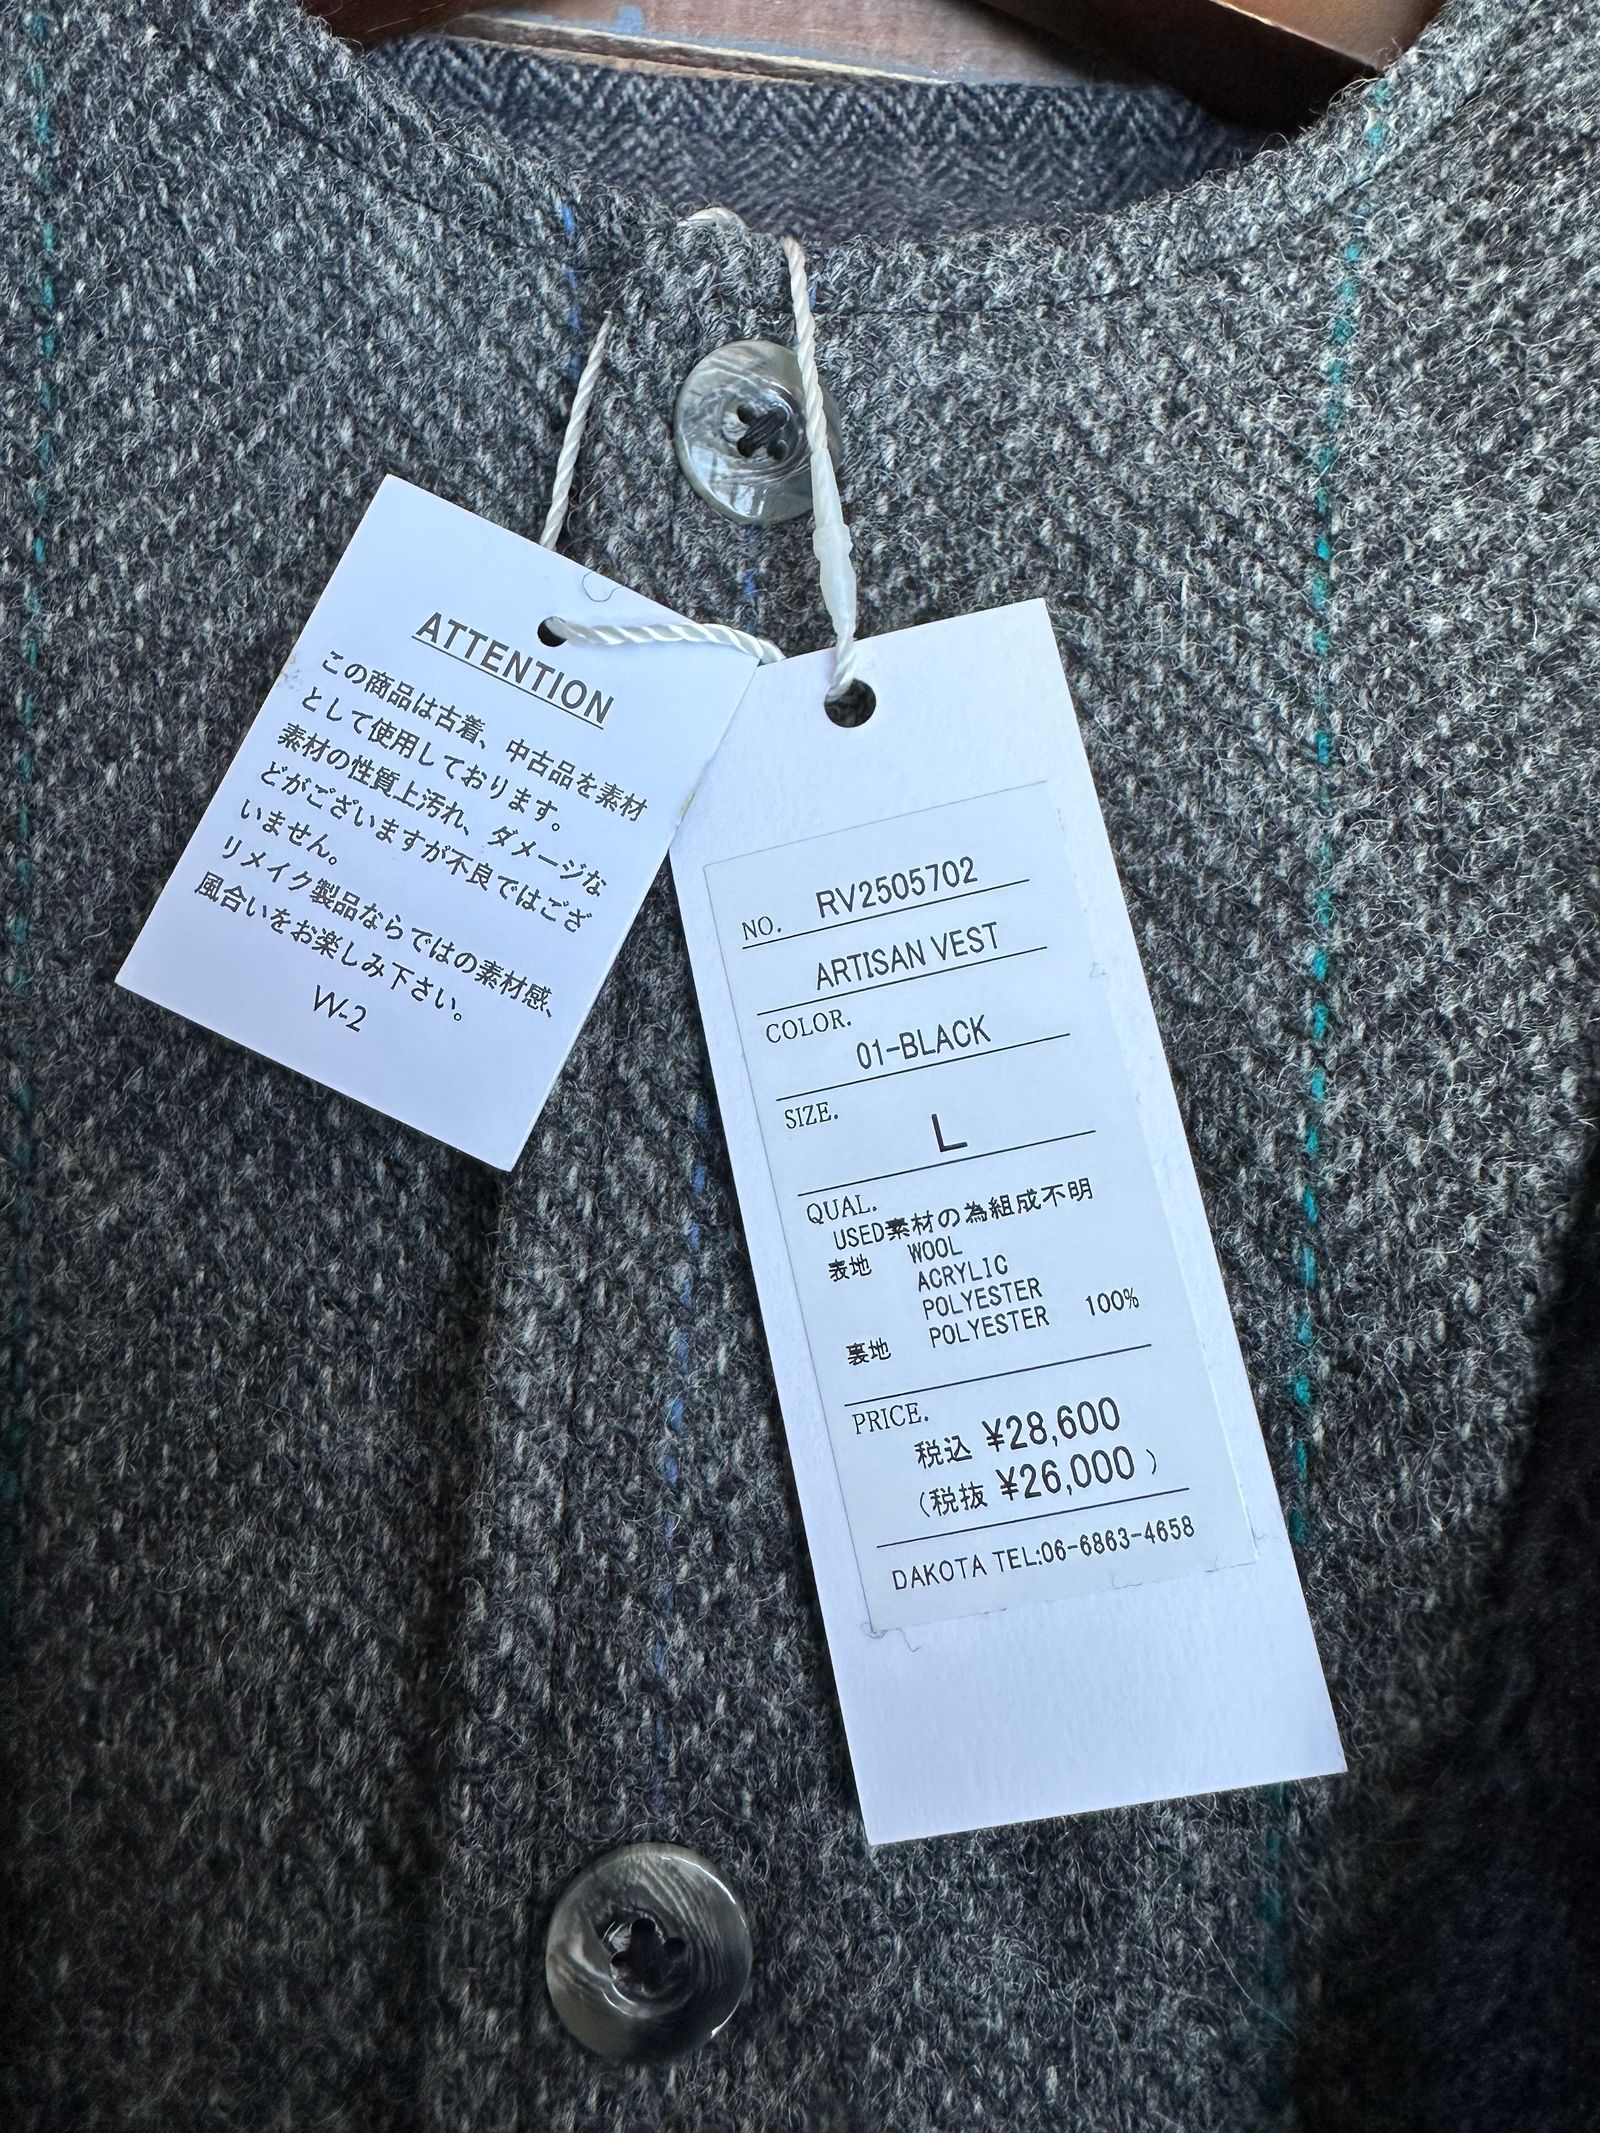 ATTENTION
この商品は古着、中古品を素材
として使用しております。
素材の性質上汚れ、ダメージな
どがございますが不良ではござ
いません。
リメイク製品ならではの素材感、
風合いをお楽しみ下さい。
W-2
NO. RV2505702
ARTISAN VEST
COLOR.
01-BLACK
SIZE.
L
QUAL.
USED素材の為組成不明
表地 WOOL
ACRYLIC
POLYESTER
裏地 POLYESTER 100%
PRICE.
税込 ¥28,600
(税抜 ¥26,000 )
DAKOTA TEL:06-6863-4658